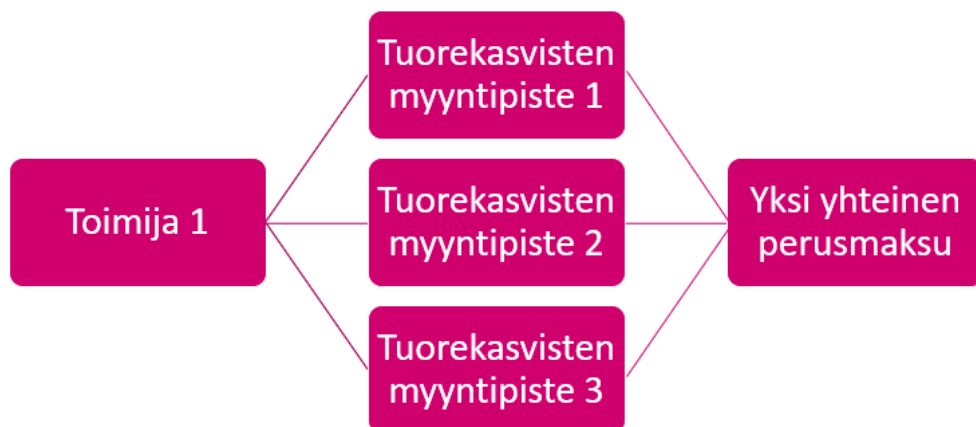 Toimija 1
Tuorekasvisten
myyntipiste 1
Tuorekasvisten
myyntipiste 2
Tuorekasvisten
myyntipiste 3
Yksi yhteinen
perusmaksu